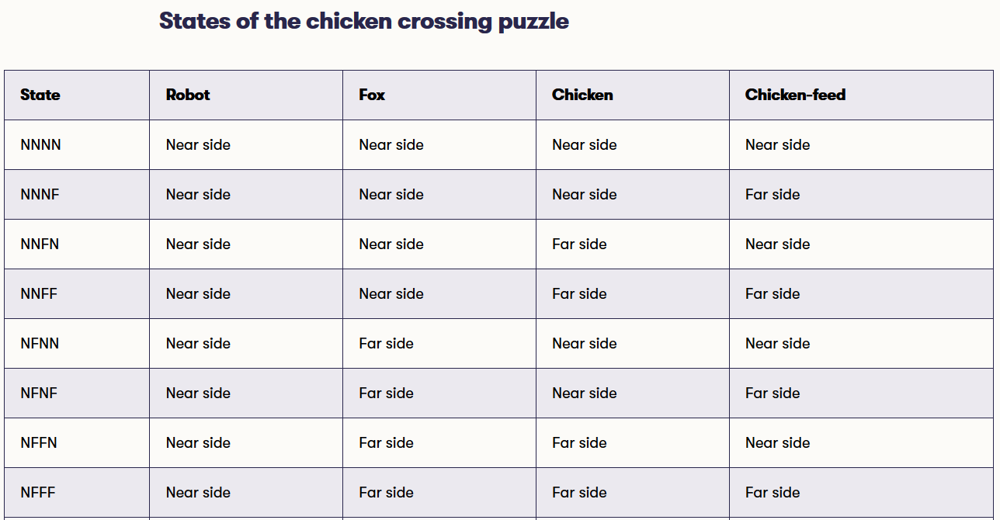 States of the chicken crossing puzzle
State Robot Fox Chicken Chicken-feed
NNNN Near side Near side Near side Near side
NNNF Near side Near side Near side Far side
NNFN Near side Near side Far side Near side
NNFF Near side Near side Far side Far side
NFNN Near side Far side Near side Near side
NFNF Near side Far side Near side Far side
NFFN Near side Far side Far side Near side
NFFF Near side Far side Far side Far side